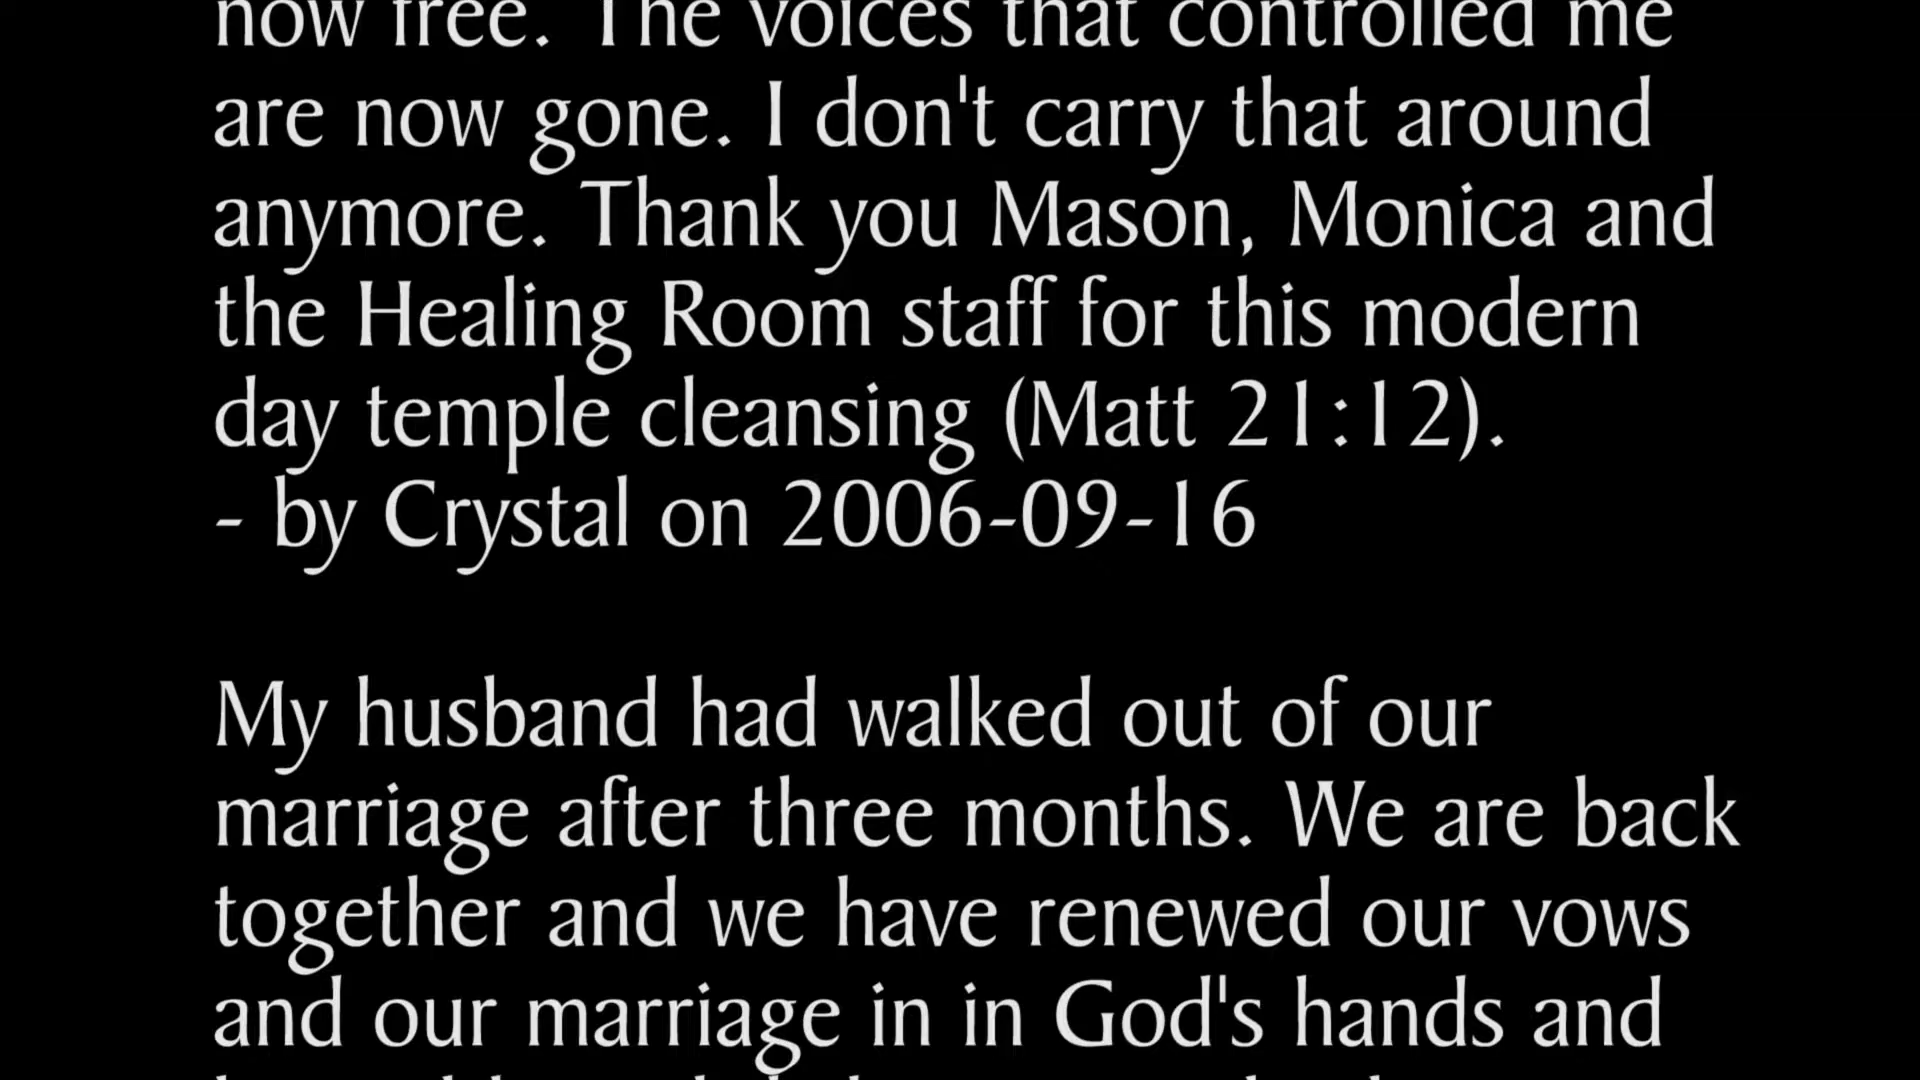 now free. The voices that controlled me
are now gone. I don't carry that around
anymore. Thank you Mason, Monica and
the Healing Room staff for this modern
day temple cleansing (Matt 21:12).
- by Crystal on 2006-09-16
My husband had walked out of our
marriage after three months. We are back
together and we have renewed our vows
and our marriage in in God's hands and